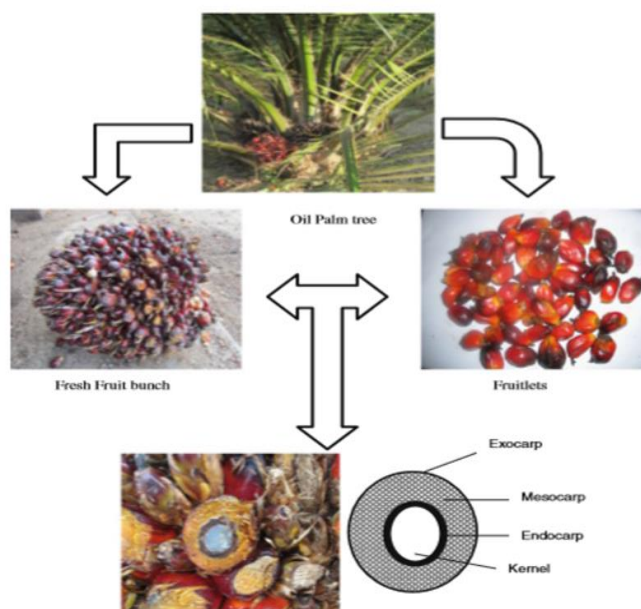 Oil Palm tree
Fresh Fruit bunch
Fruitlets
Exocarp
Mesocarp
Endocarp
Kernel